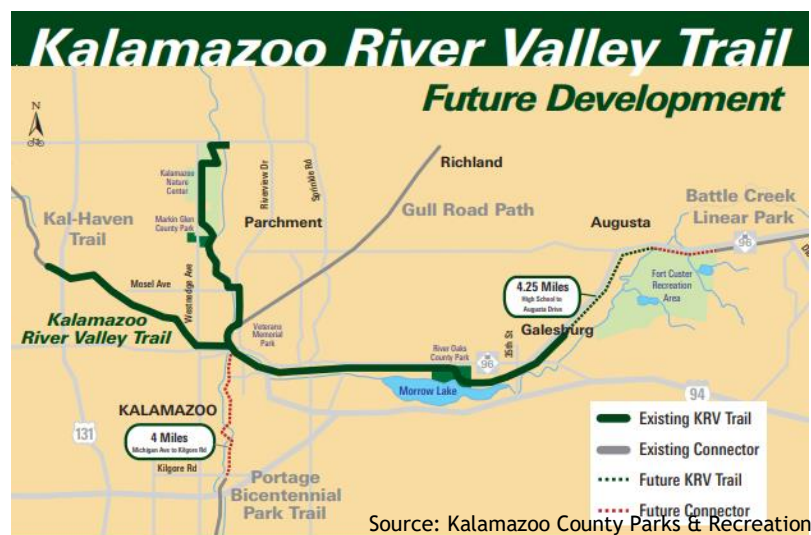 Kalamazoo River Valley Trail
Future Development
N
Kalamazoo
Nature
Center
Riverview Dr
Sprinkle Rd
Richland
Markin Glen
County Park
Parchment
Gull Road Path
Augusta
Battle Creek
Linear Park
96
Kal-Haven
Trail
Mosel Ave
Westnedge Ave
4.25 Miles
High School to
Augusta Drive
Fort Custer
Recreation
Area
Kalamazoo
River Valley Trail
Veterans
Memorial
Park
Galesburg
35th St
River Oaks
County Park
96
Morrow Lake
94
KALAMAZOO
131
4 Miles
Michigan Ave to Kilgore Rd
Kilgore Rd
Portage
Bicentennial
Park Trail
Existing KRV Trail
Existing Connector
Future KRV Trail
Future Connector
Source: Kalamazoo County Parks & Recreation